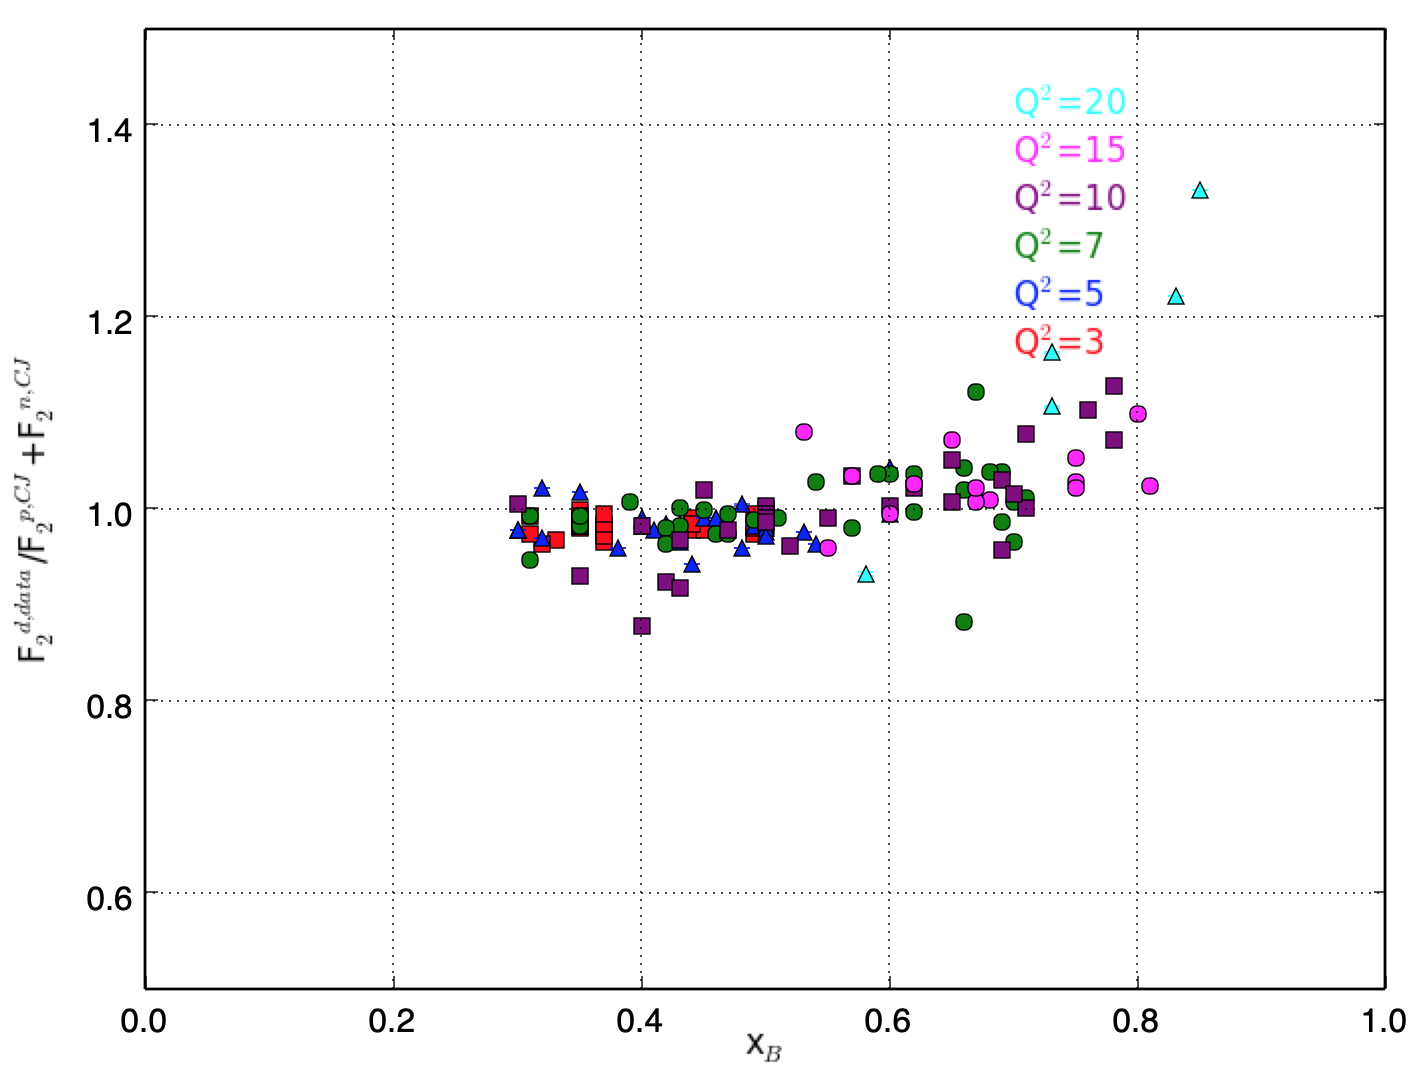 Q²=20
Q²=15
Q²=10
Q²=7
Q²=5
Q²=3
1.4
1.2
1.0
0.8
0.6
F₂^{d,data}/F₂^{p,CJ}+F₂^{n,CJ}
0.0 0.2 0.4 0.6 0.8 1.0
x_B